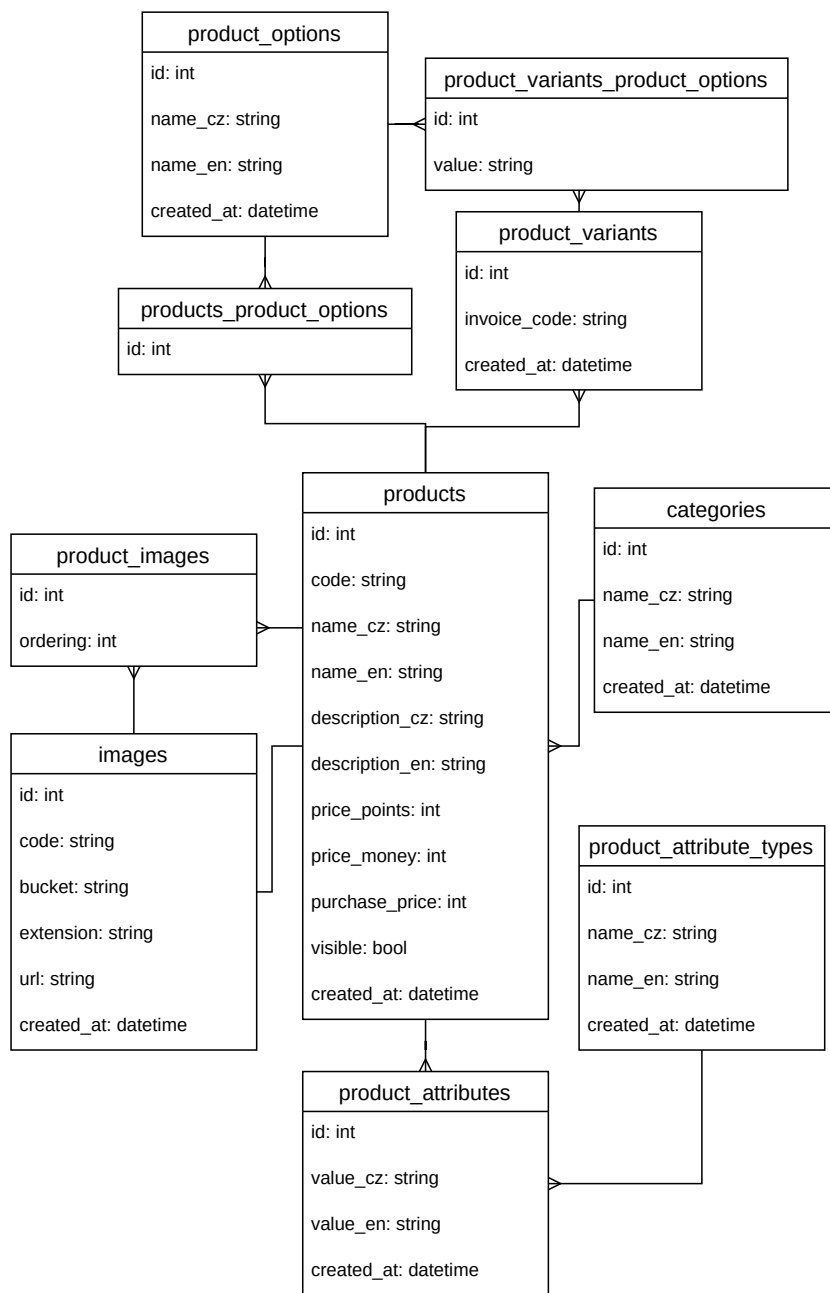 product_options
id: int
name_cz: string
name_en: string
created_at: datetime
product_variants_product_options
id: int
value: string
product_variants
id: int
invoice_code: string
created_at: datetime
products_product_options
id: int
products
id: int
code: string
name_cz: string
name_en: string
description_cz: string
description_en: string
price_points: int
price_money: int
purchase_price: int
visible: bool
created_at: datetime
categories
id: int
name_cz: string
name_en: string
created_at: datetime
product_images
id: int
ordering: int
images
id: int
code: string
bucket: string
extension: string
url: string
created_at: datetime
product_attribute_types
id: int
name_cz: string
name_en: string
created_at: datetime
product_attributes
id: int
value_cz: string
value_en: string
created_at: datetime